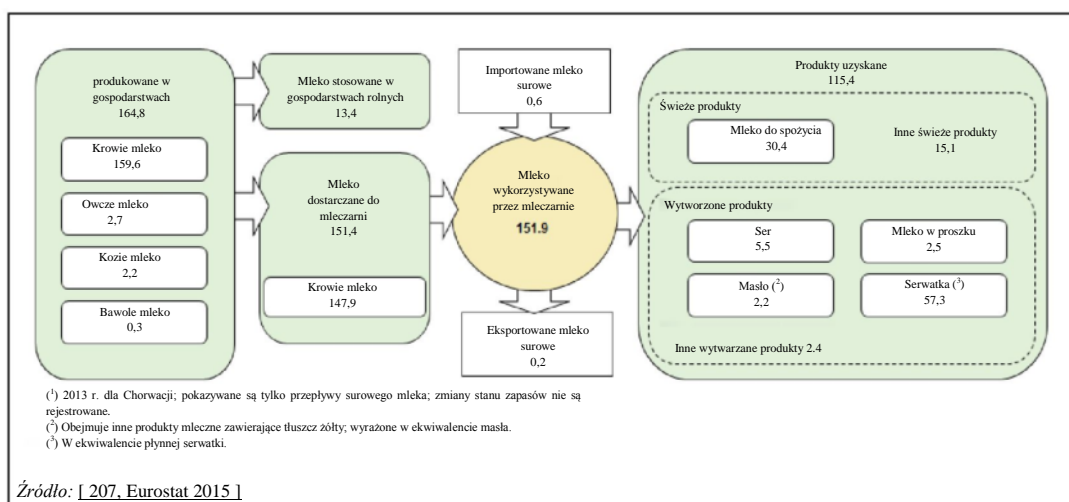 produkowane w
gospodarstwach
164,8
Krowie mleko
159,6
Owcze mleko
2,7
Kozie mleko
2,2
Bawole mleko
0,3
Mleko stosowane w
gospodarstwach rolnych
13,4
Mleko
dostarczane do
mleczarni
151,4
Krowie mleko
147,9
Importowane mleko
surowe
0,6
Mleko
wykorzystywane
przez mleczarnie
151.9
Eksportowane mleko
surowe
0,2
Produkty uzyskane
115,4
Świeże produkty
Mleko do spożycia
30,4
Inne świeże produkty
15,1
Wytworzone produkty
Ser
5,5
Mleko w proszku
2,5
Masło (²)
2,2
Serwatka (³)
57,3
Inne wytwarzane produkty 2.4
(¹) 2013 r. dla Chorwacji; pokazywane są tylko przepływy surowego mleka; zmiany stanu zapasów nie są
rejestrowane.
(²) Obejmuje inne produkty mleczne zawierające tłuszcz żółty; wyrażone w ekwiwalencie masła.
(³) W ekwiwalencie płynnej serwatki.
Źródło: [ 207, Eurostat 2015 ]